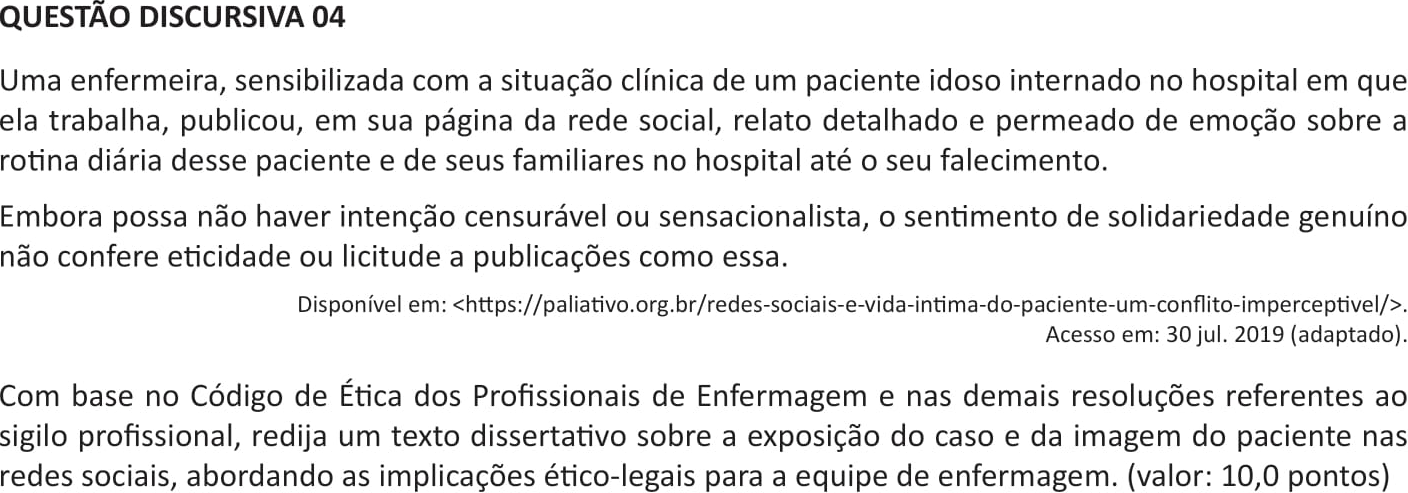 QUESTÃO DISCURSIVA 04
Uma enfermeira, sensibilizada com a situação clínica de um paciente idoso internado no hospital em que
ela trabalha, publicou, em sua página da rede social, relato detalhado e permeado de emoção sobre a
rotina diária desse paciente e de seus familiares no hospital até o seu falecimento.
Embora possa não haver intenção censurável ou sensacionalista, o sentimento de solidariedade genuíno
não confere eticidade ou licitude a publicações como essa.
Disponível em: <https://paliativo.org.br/redes-sociais-e-vida-intima-do-paciente-um-conflito-imperceptivel/>.
Acesso em: 30 jul. 2019 (adaptado).
Com base no Código de Ética dos Profissionais de Enfermagem e nas demais resoluções referentes ao
sigilo profissional, redija um texto dissertativo sobre a exposição do caso e da imagem do paciente nas
redes sociais, abordando as implicações ético-legais para a equipe de enfermagem. (valor: 10,0 pontos)